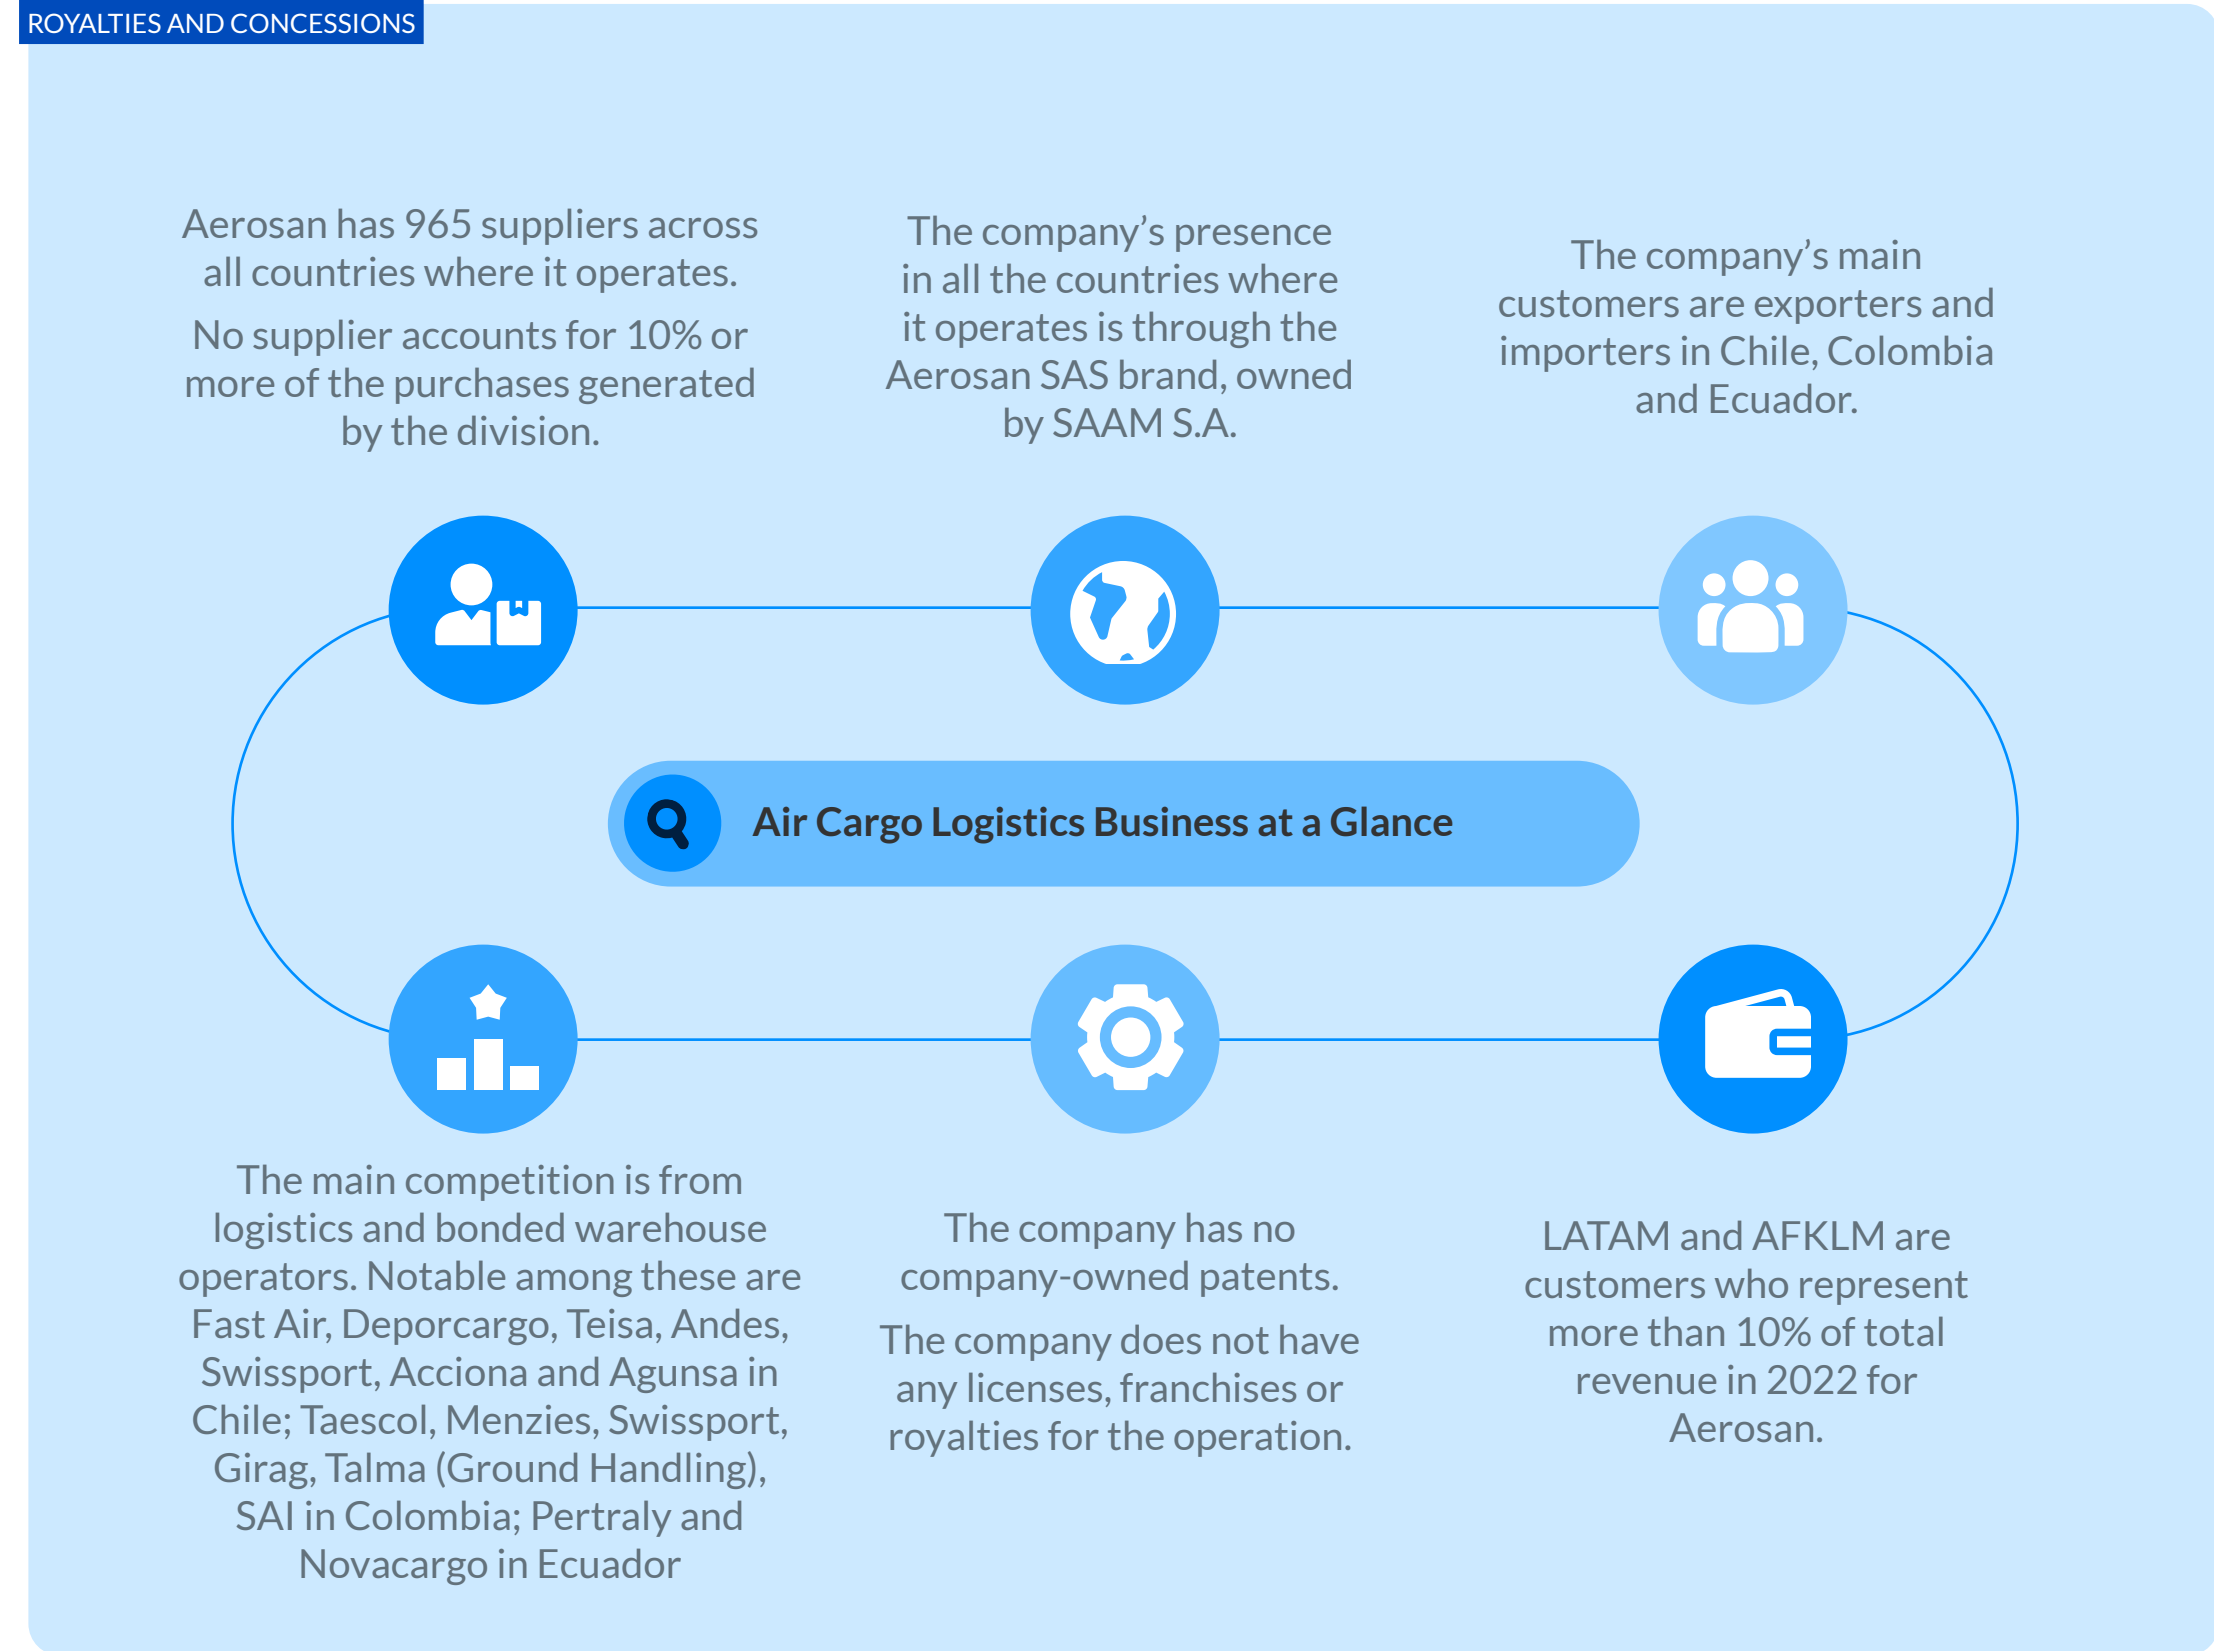 ROYALTIES AND CONCESSIONS
Aerosan has 965 suppliers across
all countries where it operates.
No supplier accounts for 10% or
more of the purchases generated
by the division.
The company’s presence
in all the countries where
it operates is through the
Aerosan SAS brand, owned
by SAAM S.A.
The company’s main
customers are exporters and
importers in Chile, Colombia
and Ecuador.
Air Cargo Logistics Business at a Glance
The main competition is from
logistics and bonded warehouse
operators. Notable among these are
Fast Air, Deporcargo, Teisa, Andes,
Swissport, Acciona and Agunsa in
Chile; Taescol, Menzies, Swissport,
Girag, Talma (Ground Handling),
SAI in Colombia; Pertraly and
Novacargo in Ecuador
The company has no
company-owned patents.
The company does not have
any licenses, franchises or
royalties for the operation.
LATAM and AFKLM are
customers who represent
more than 10% of total
revenue in 2022 for
Aerosan.